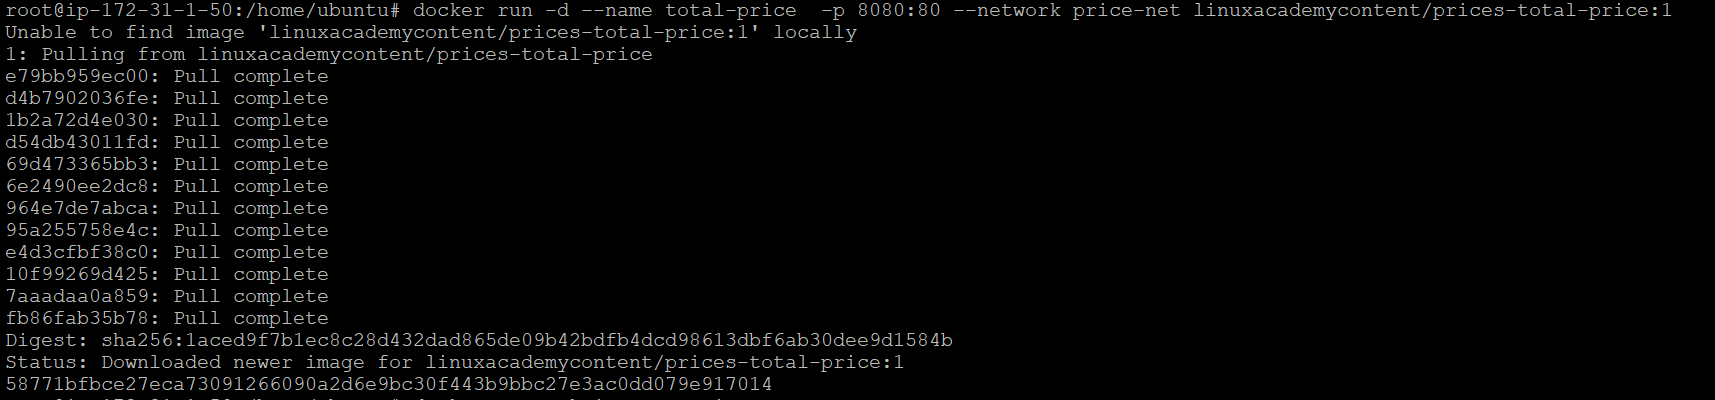 root@ip-172-31-1-50:/home/ubuntu# docker run -d --name total-price  -p 8080:80 --network price-net linuxacademycontent/prices-total-price:1
Unable to find image 'linuxacademycontent/prices-total-price:1' locally
1: Pulling from linuxacademycontent/prices-total-price
e79bb959ec00: Pull complete
d4b7902036fe: Pull complete
1b2a72d4e030: Pull complete
d54db43011fd: Pull complete
69d473365bb3: Pull complete
6e2490ee2dc8: Pull complete
964e7de7abca: Pull complete
95a255758e4c: Pull complete
e4d3cfbf38c0: Pull complete
10f99269d425: Pull complete
7aaadaa0a859: Pull complete
fb86fab35b78: Pull complete
Digest: sha256:1aced9f7b1ec8c28d432dad865de09b42bdfb4dcd98613dbf6ab30dee9d1584b
Status: Downloaded newer image for linuxacademycontent/prices-total-price:1
58771bfbce27eca73091266090a2d6e9bc30f443b9bbc27e3ac0dd079e917014